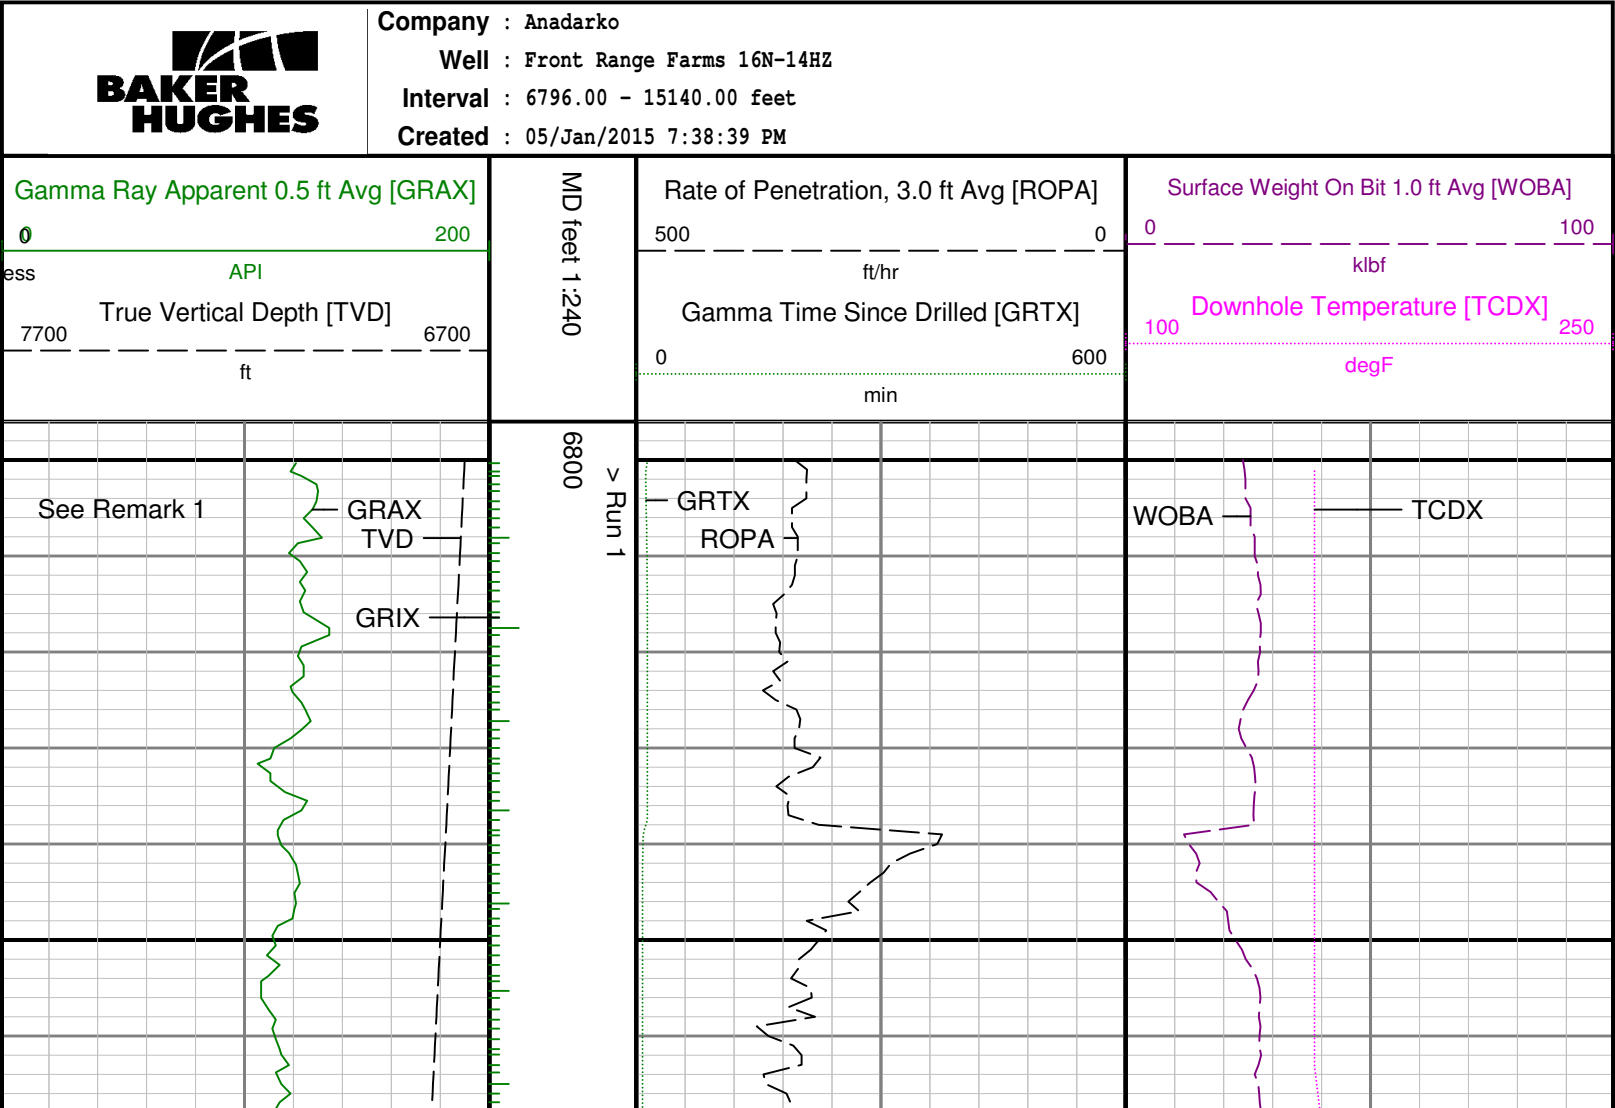 BAKER
HUGHES
Company : Anadarko
Well : Front Range Farms 16N-14HZ
Interval : 6796.00 - 15140.00 feet
Created : 05/Jan/2015 7:38:39 PM
Gamma Ray Apparent 0.5 ft Avg [GRAX]
0 200
ess
API
True Vertical Depth [TVD]
7700 6700
ft
MD feet 1:240
Rate of Penetration, 3.0 ft Avg [ROPA]
500 0
ft/hr
Gamma Time Since Drilled [GRTX]
0 600
min
Surface Weight On Bit 1.0 ft Avg [WOBA]
0 100
klbf
Downhole Temperature [TCDX]
100 250
degF
See Remark 1
GRAX
TVD
GRIX
6800
> Run 1
GRTX
ROPA
WOBA
TCDX